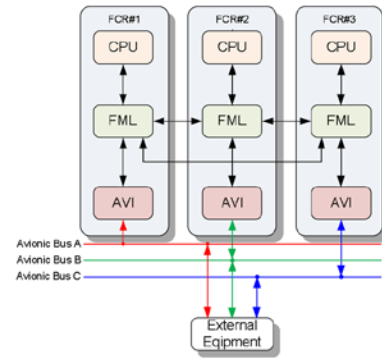 FCR#1
FCR#2
FCR#3
CPU
CPU
CPU
FML
FML
FML
AVI
AVI
AVI
Avionic Bus A
Avionic Bus B
Avionic Bus C
External
Eqipment